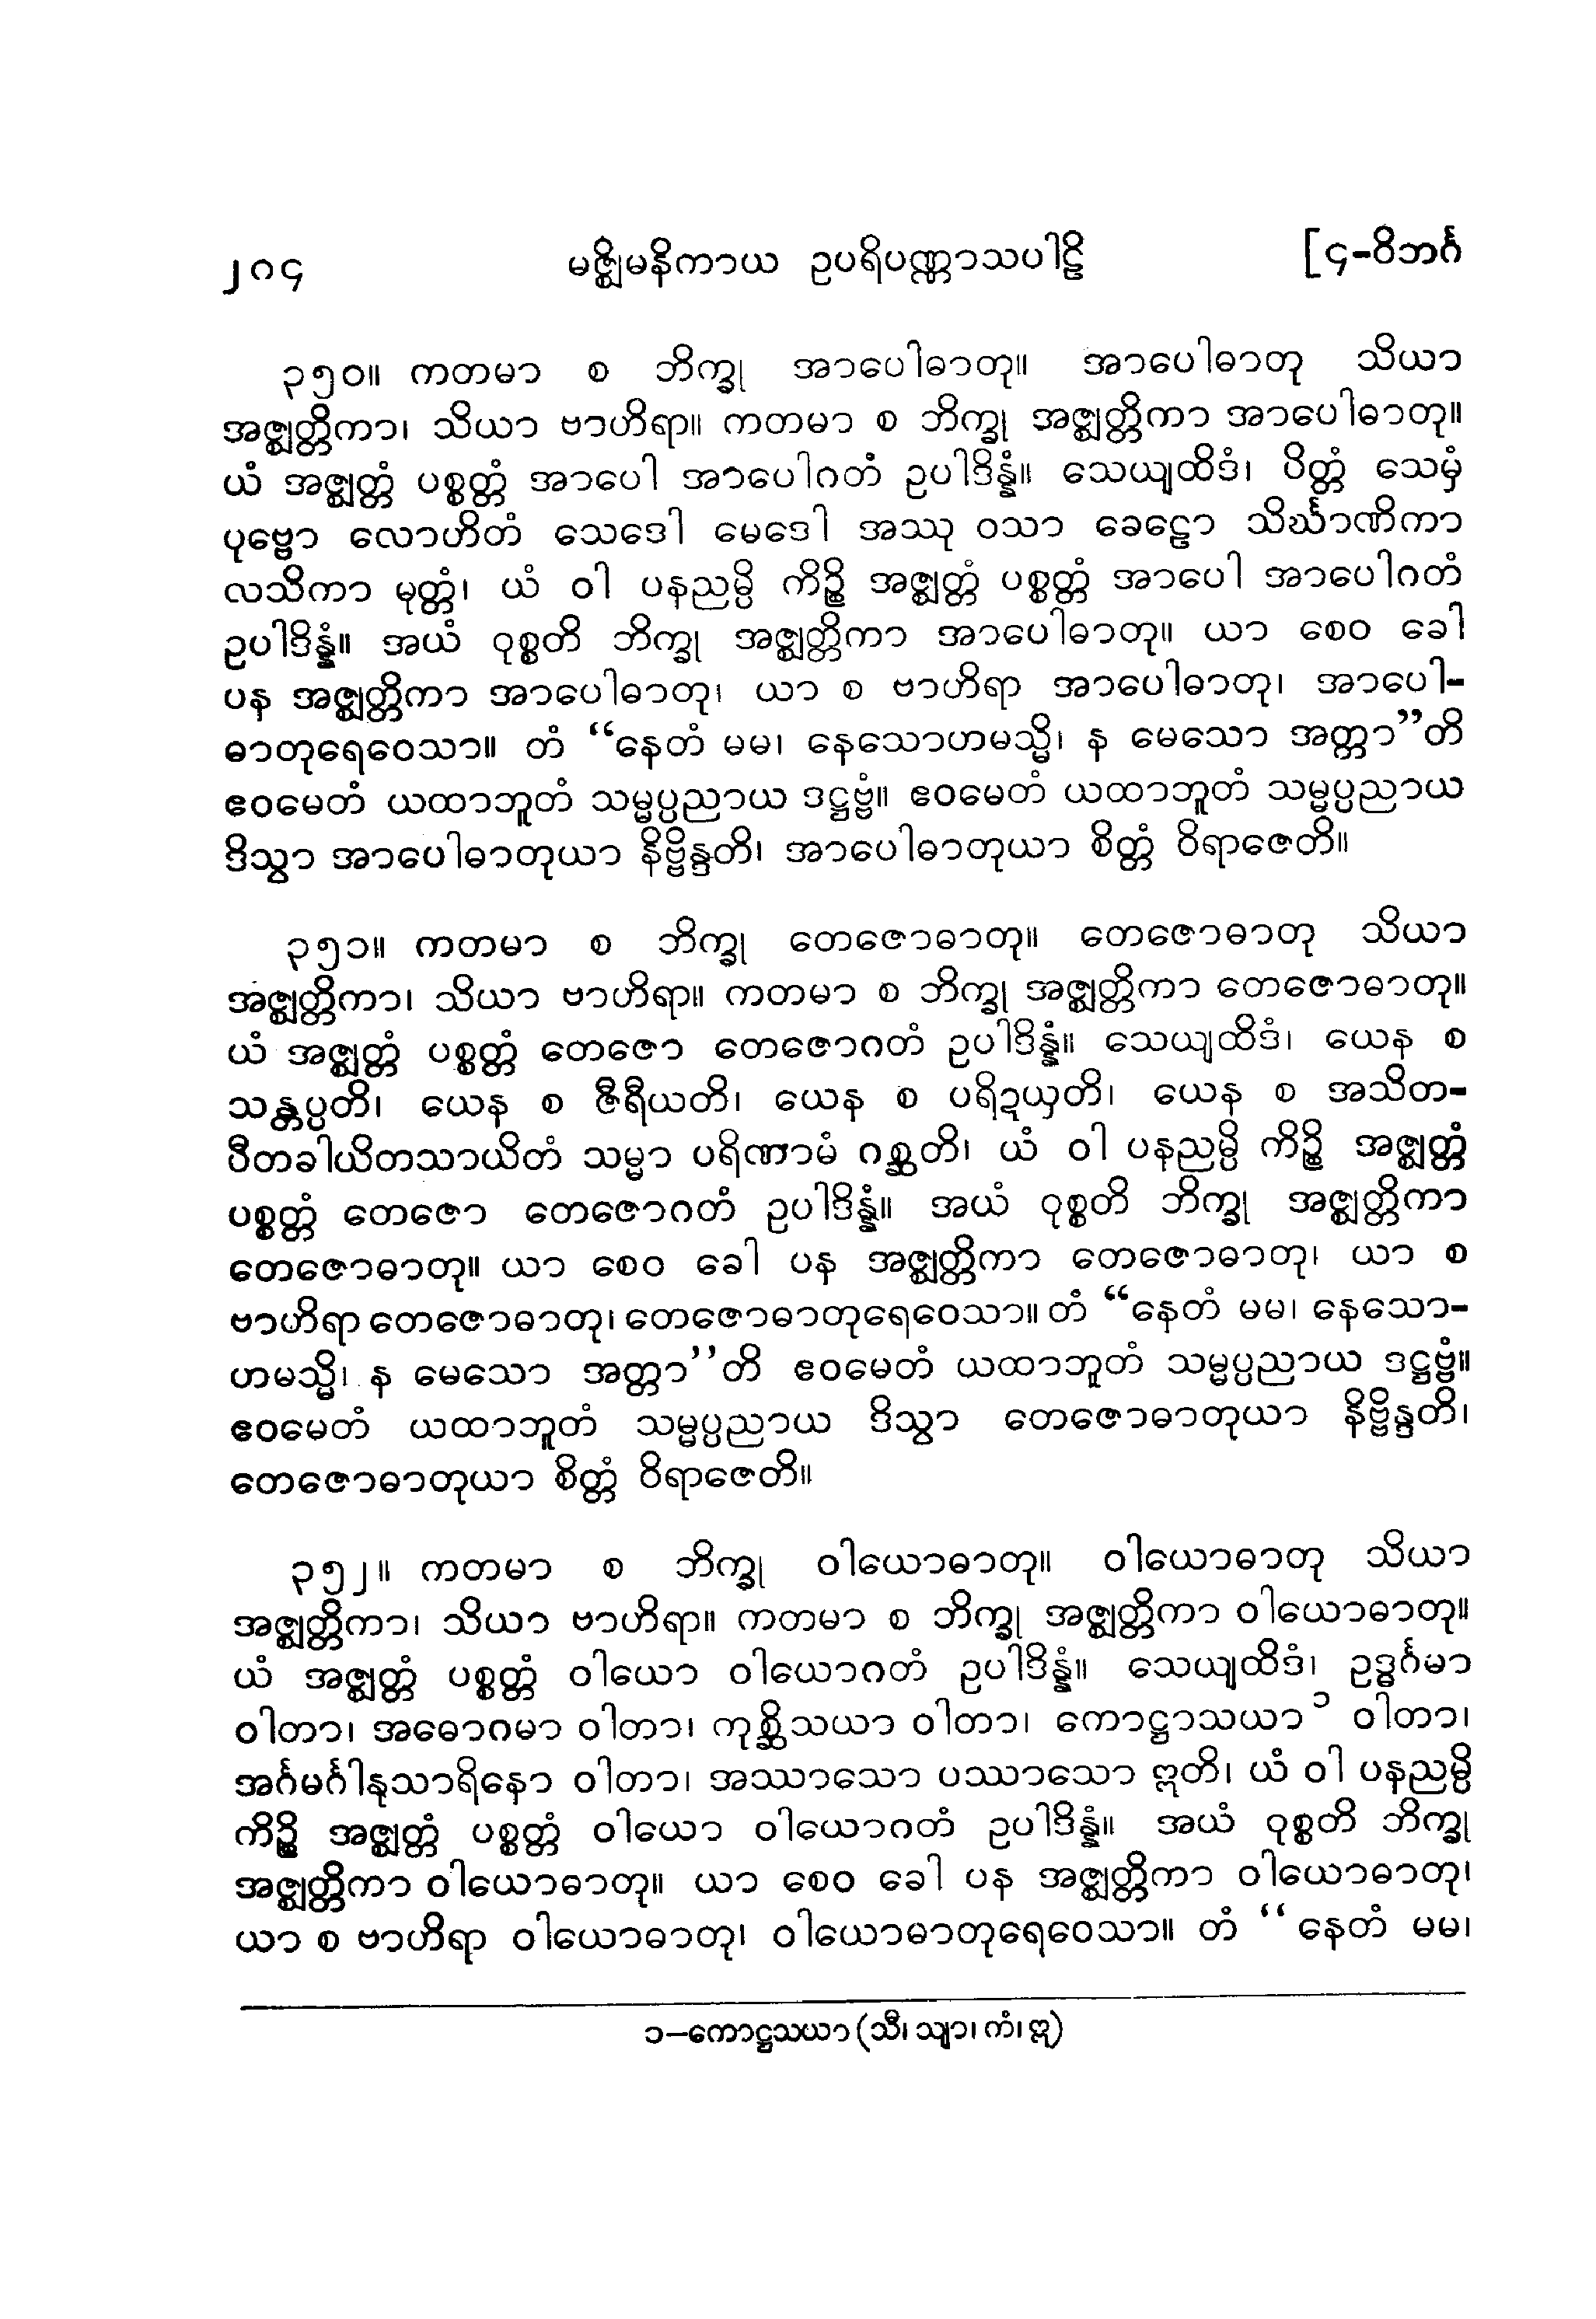 ၂၈၄ မဇ္ဈိမနိကာယ ဥပရိပဏ္ဏာသပါဠိ [၄-ဝိဘင်္ဂ
၃၅၀။ ကတမာ စ ဘိက္ခု အာပေါဓာတု။ အာပေါဓာတု သိယာ
အဇ္ဈတ္တိကာ၊ သိယာ ဗာဟိရာ။ ကတမာ စ ဘိက္ခု အဇ္ဈတ္တိကာ အာပေါဓာတု။
ယံ အဇ္ဈတ္တံ ပစ္စတ္တံ အာပေါ အာပေါဂတံ ဥပါဒိန္နံ။ သေယျထိဒံ၊ ပိတ္တံ သေမှံ
ပုဗ္ဗော လောဟိတံ သေဒေါ မေဒေါ အဿု ဝသာ ခေဠော သိင်္ဃာဏိကာ
လသိကာ မုတ္တံ၊ ယံ ဝါ ပနညမ္ပိ ကိဉ္စိ အဇ္ဈတ္တံ ပစ္စတ္တံ အာပေါ အာပေါဂတံ
ဥပါဒိန္နံ။ အယံ ဝုစ္စတိ ဘိက္ခု အဇ္ဈတ္တိကာ အာပေါဓာတု။ ယာ စေဝ ခေါ
ပန အဇ္ဈတ္တိကာ အာပေါဓာတု၊ ယာ စ ဗာဟိရာ အာပေါဓာတု၊ အာပေါ-
ဓာတုရေဝေသာ။ တံ “နေတံ မမ၊ နေသောဟမသ္မိ၊ န မေသော အတ္တာ”တိ
ဧဝမေတံ ယထာဘူတံ သမ္မပ္ပညာယ ဒဋ္ဌဗ္ဗံ။ ဧဝမေတံ ယထာဘူတံ သမ္မပ္ပညာယ
ဒိသွာ အာပေါဓာတုယာ နိဗ္ဗိန္ဒတိ၊ အာပေါဓာတုယာ စိတ္တံ ဝိရာဇေတိ။
၃၅၁။ ကတမာ စ ဘိက္ခု တေဇောဓာတု။ တေဇောဓာတု သိယာ
အဇ္ဈတ္တိကာ၊ သိယာ ဗာဟိရာ။ ကတမာ စ ဘိက္ခု အဇ္ဈတ္တိကာ တေဇောဓာတု။
ယံ အဇ္ဈတ္တံ ပစ္စတ္တံ တေဇော တေဇောဂတံ ဥပါဒိန္နံ။ သေယျထိဒံ၊ ယေန စ
သန္တပ္ပတိ၊ ယေန စ ဇီရီယတိ၊ ယေန စ ပရိဍယှတိ၊ ယေန စ အသိတ-
ပီတခါယိတသာယိတံ သမ္မာ ပရိဏာမံ ဂစ္ဆတိ၊ ယံ ဝါ ပနညမ္ပိ ကိဉ္စိ အဇ္ဈတ္တံ
ပစ္စတ္တံ တေဇော တေဇောဂတံ ဥပါဒိန္နံ။ အယံ ဝုစ္စတိ ဘိက္ခု အဇ္ဈတ္တိကာ
တေဇောဓာတု။ ယာ စေဝ ခေါ ပန အဇ္ဈတ္တိကာ တေဇောဓာတု၊ ယာ စ
ဗာဟိရာ တေဇောဓာတု၊ တေဇောဓာတုရေဝေသာ။ တံ “နေတံ မမ၊ နေသော-
ဟမသ္မိ၊ န မေသော အတ္တာ”တိ ဧဝမေတံ ယထာဘူတံ သမ္မပ္ပညာယ ဒဋ္ဌဗ္ဗံ။
ဧဝမေတံ ယထာဘူတံ သမ္မပ္ပညာယ ဒိသွာ တေဇောဓာတုယာ နိဗ္ဗိန္ဒတိ၊
တေဇောဓာတုယာ စိတ္တံ ဝိရာဇေတိ။
၃၅၂။ ကတမာ စ ဘိက္ခု ဝါယောဓာတု။ ဝါယောဓာတု သိယာ
အဇ္ဈတ္တိကာ၊ သိယာ ဗာဟိရာ။ ကတမာ စ ဘိက္ခု အဇ္ဈတ္တိကာ ဝါယောဓာတု။
ယံ အဇ္ဈတ္တံ ပစ္စတ္တံ ဝါယော ဝါယောဂတံ ဥပါဒိန္နံ။ သေယျထိဒံ၊ ဥဒ္ဓင်္ဂမာ
ဝါတာ၊ အဓောဂမာ ဝါတာ၊ ကုစ္ဆိသယာ ဝါတာ၊ ကောဋ္ဌာသယာ၁ ဝါတာ၊
အင်္ဂမင်္ဂါနုသာရိနော ဝါတာ၊ အဿာသော ပဿာသော ဣတိ၊ ယံ ဝါ ပနညမ္ပိ
ကိဉ္စိ အဇ္ဈတ္တံ ပစ္စတ္တံ ဝါယော ဝါယောဂတံ ဥပါဒိန္နံ။ အယံ ဝုစ္စတိ ဘိက္ခု
အဇ္ဈတ္တိကာ ဝါယောဓာတု။ ယာ စေဝ ခေါ ပန အဇ္ဈတ္တိကာ ဝါယောဓာတု၊
ယာ စ ဗာဟိရာ ဝါယောဓာတု၊ ဝါယောဓာတုရေဝေသာ။ တံ “ နေတံ မမ၊
၁–ကောဋ္ဌသယာ (သီ၊ သျာ၊ ကံ၊ ဣ)